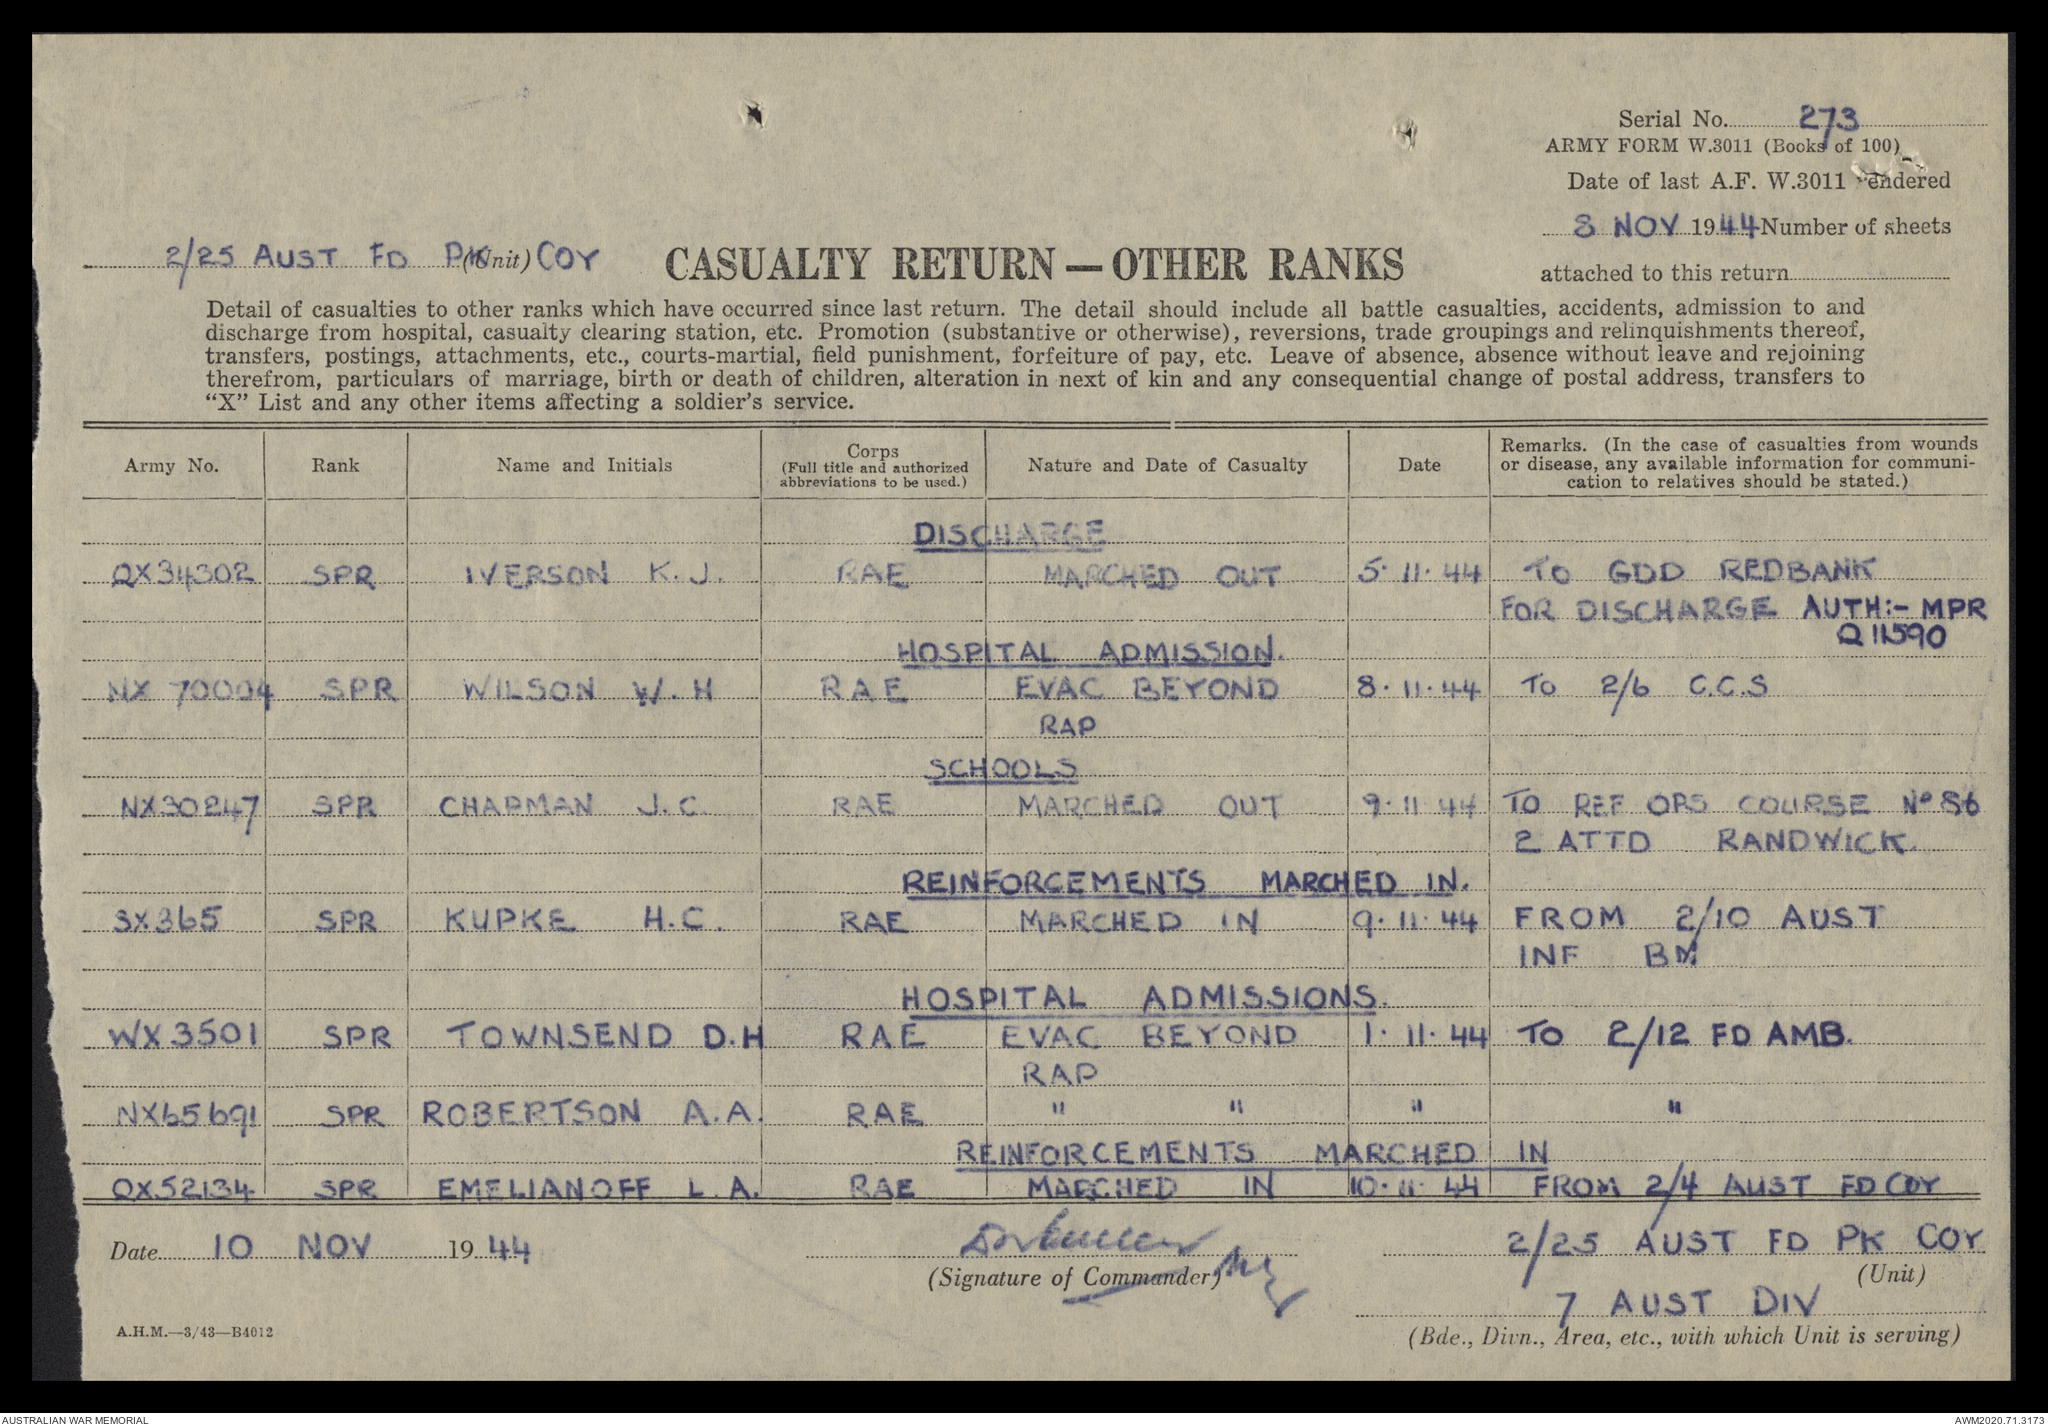 Serial No. 273
ARMY FORM W.3011 (Books of 100)
Date of last A.F. W.3011 rendered
8 NOV 1944 Number of sheets
attached to this return
2/25 AUST FD PK (Unit) COY
CASUALTY RETURN — OTHER RANKS
Detail of casualties to other ranks which have occurred since last return. The detail should include all battle casualties, accidents, admission to and
discharge from hospital, casualty clearing station, etc. Promotion (substantive or otherwise), reversions, trade groupings and relinquishments thereof,
transfers, postings, attachments, etc., courts-martial, field punishment, forfeiture of pay, etc. Leave of absence, absence without leave and rejoining
therefrom, particulars of marriage, birth or death of children, alteration in next of kin and any consequential change of postal address, transfers to
"X" List and any other items affecting a soldier's service.
Army No. Rank Name and Initials Corps (Full title and authorized abbreviations to be used.) Nature and Date of Casualty Date Remarks. (In the case of casualties from wounds or disease, any available information for communi-cation to relatives should be stated.)
DISCHARGE
QX34302 SPR IVERSON K.J. RAE MARCHED OUT 5.11.44 TO GDD REDBANK
FOR DISCHARGE AUTH:- MPR
Q11590
HOSPITAL ADMISSION.
NX 70004 SPR WILSON W.H RAE EVAC BEYOND 8.11.44 TO 2/6 C.C.S
RAP
SCHOOLS
NX30247 SPR CHAPMAN J.C. RAE MARCHED OUT 9.11.44 TO REF OPS COURSE No 86
2 ATTD RANDWICK.
REINFORCEMENTS MARCHED IN.
SX365 SPR KUPKE H.C. RAE MARCHED IN 9.11.44 FROM 2/10 AUST
INF BN
HOSPITAL ADMISSIONS.
WX3501 SPR TOWNSEND D.H RAE EVAC BEYOND 1.11.44 TO 2/12 FD AMB.
RAP
NX65691 SPR ROBERTSON A.A. RAE " " " "
REINFORCEMENTS MARCHED IN
QX52134 SPR EMELIANOFF L.A. RAE MARCHED IN 10.11.44 FROM 2/4 AUST FD COY
Date 10 NOV 1944
(Signature of Commander)
2/25 AUST FD PK COY
(Unit)
7 AUST DIV
(Bde., Divn., Area, etc., with which Unit is serving)
A.H.M.—3/43—B4012
AUSTRALIAN WAR MEMORIAL
AWM2020.71.3173